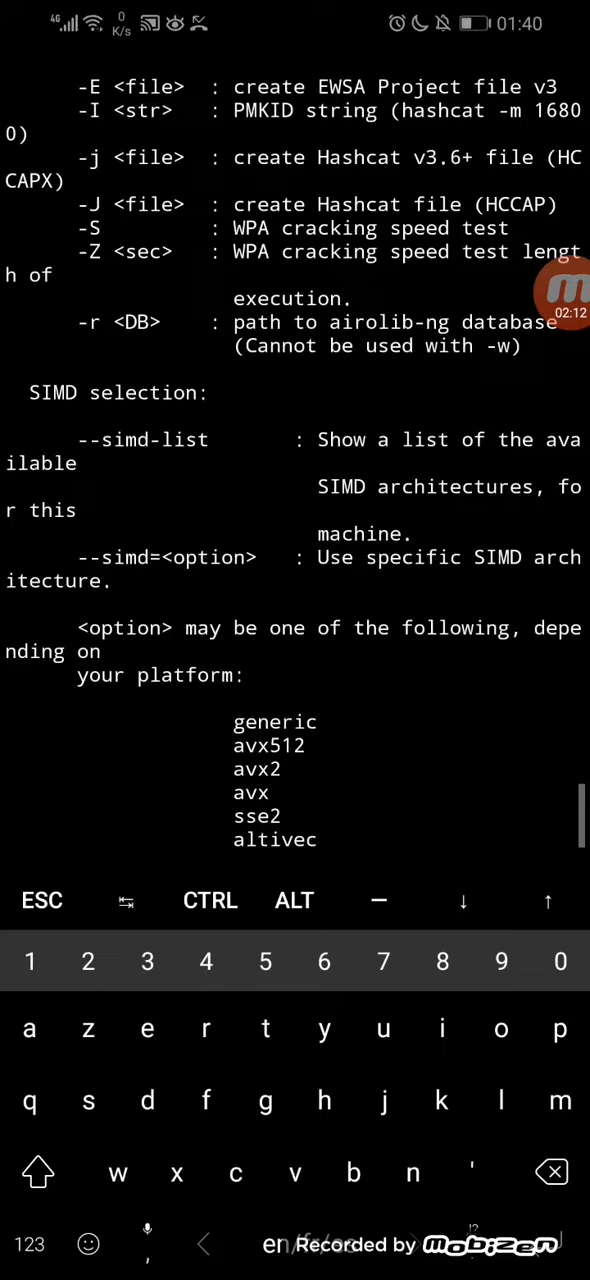 4G 0 K/s 01:40
-E <file> : create EWSA Project file v3
-I <str> : PMKID string (hashcat -m 1680
0)
-j <file> : create Hashcat v3.6+ file (HC
CAPX)
-J <file> : create Hashcat file (HCCAP)
-S : WPA cracking speed test
-Z <sec> : WPA cracking speed test lengt
h of
execution.
02:12
-r <DB> : path to airolib-ng database
(Cannot be used with -w)
SIMD selection:
--simd-list : Show a list of the ava
ilable
SIMD architectures, fo
r this
machine.
--simd=<option> : Use specific SIMD arch
itecture.
<option> may be one of the following, depe
nding on
your platform:
generic
avx512
avx2
avx
sse2
altivec
ESC ↹ CTRL ALT — ↓ ↑
1 2 3 4 5 6 7 8 9 0
a z e r t y u i o p
q s d f g h j k l m
w x c v b n '
123 , en/fr/es !?
Recorded by mobizen